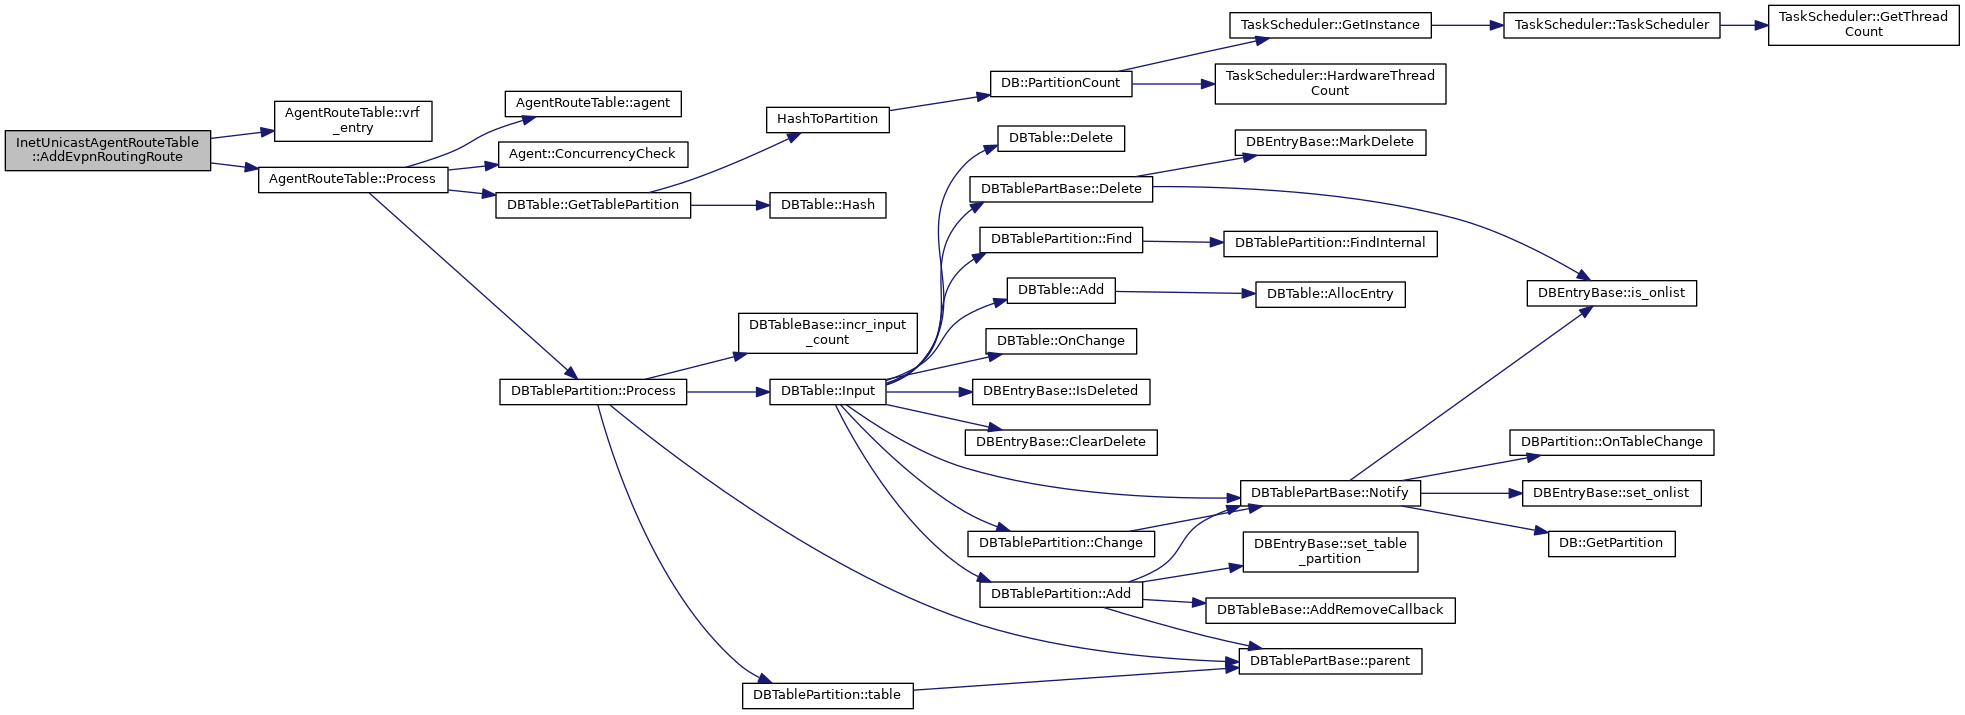 InetUnicastAgentRouteTable
::AddEvpnRoutingRoute
AgentRouteTable::vrf
_entry
AgentRouteTable::Process
AgentRouteTable::agent
Agent::ConcurrencyCheck
DBTable::GetTablePartition
HashToPartition
DBTable::Hash
DB::PartitionCount
TaskScheduler::GetInstance
TaskScheduler::TaskScheduler
TaskScheduler::GetThread
Count
TaskScheduler::HardwareThread
Count
DBTablePartition::Process
DBTableBase::incr_input
_count
DBTable::Input
DBTable::Delete
DBTablePartBase::Delete
DBEntryBase::MarkDelete
DBTablePartition::Find
DBTablePartition::FindInternal
DBEntryBase::is_onlist
DBTable::Add
DBTable::AllocEntry
DBTable::OnChange
DBEntryBase::IsDeleted
DBEntryBase::ClearDelete
DBTablePartBase::Notify
DBPartition::OnTableChange
DBEntryBase::set_onlist
DB::GetPartition
DBTablePartition::Change
DBTablePartition::Add
DBEntryBase::set_table
_partition
DBTableBase::AddRemoveCallback
DBTablePartBase::parent
DBTablePartition::table